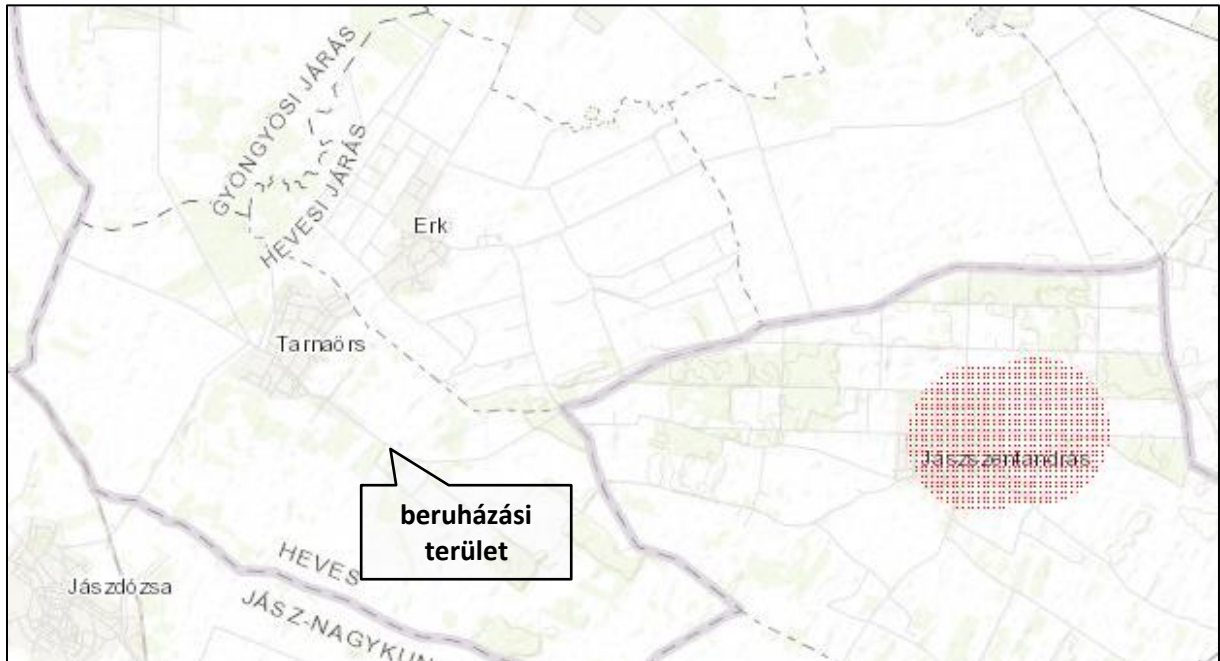 GYÖNGYÖSI JÁRÁS
HEVESI JÁRÁS
Erk
Tarnaörs
Jászszentandrás
beruházási
terület
HEVES
Jászdózsa
JÁSZ-NAGYKUN